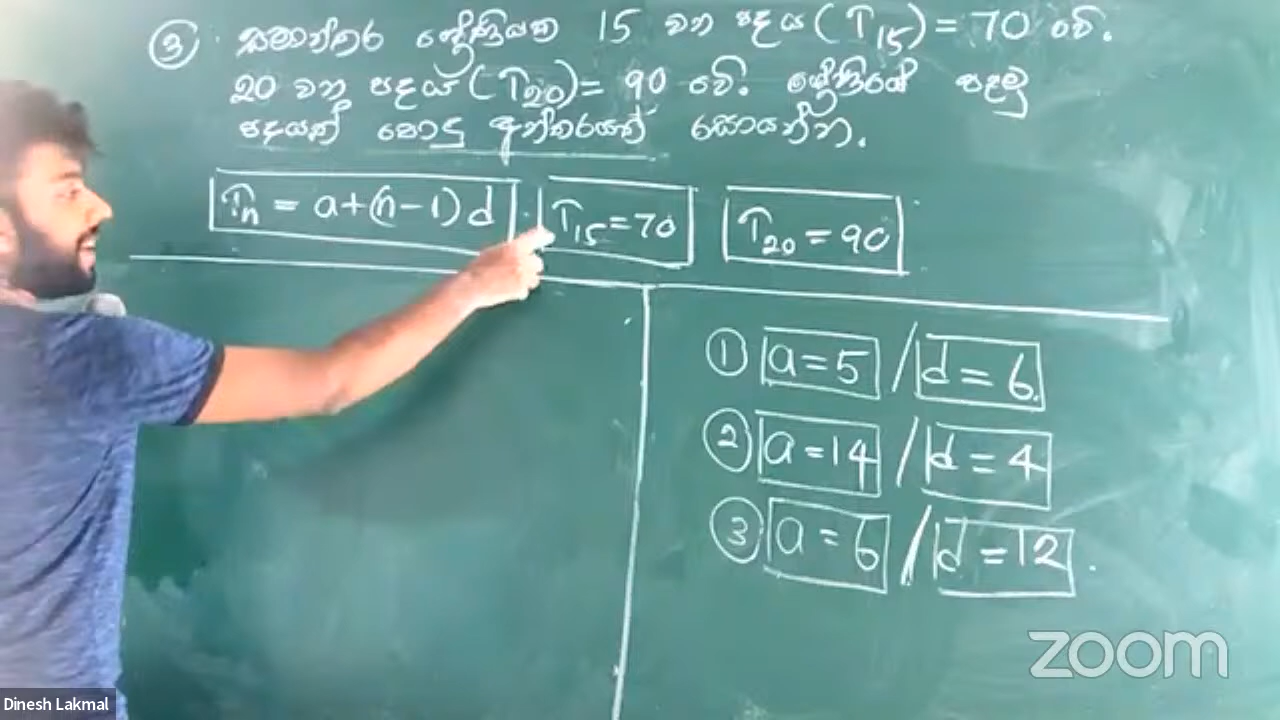 ③ සමාන්තර ශ්‍රේණියක 15 වන පදය (T₁₅) = 70 වේ.
20 වන පදය (T₂₀) = 90 වේ. ශ්‍රේණියේ පළමු
පදයත් පොදු අන්තරයත් සොයන්න.
Tₙ = a+(n-1)d T₁₅=70 T₂₀=90
① a=5 / d=6
② a=14 / d=4
③ a=6 / d=12
zoom
Dinesh Lakmal